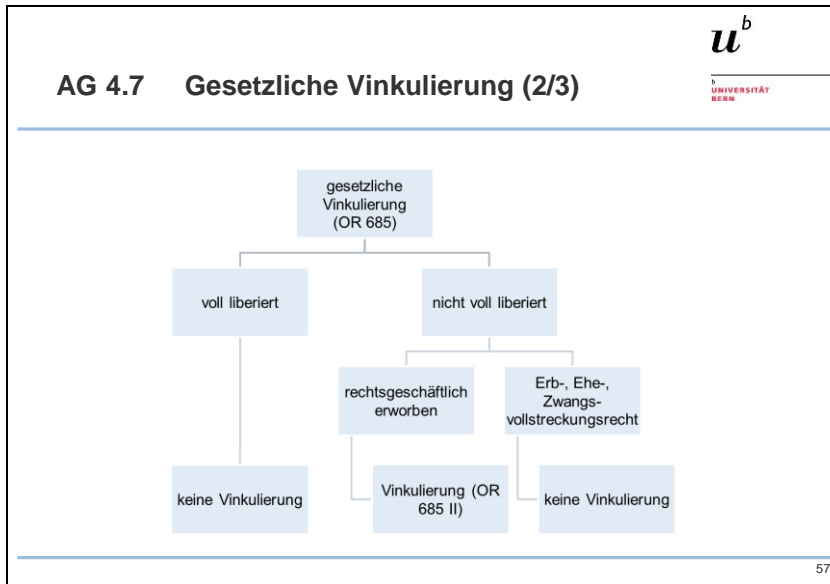 u^b
b
UNIVERSITÄT
BERN
AG 4.7 Gesetzliche Vinkulierung (2/3)
gesetzliche
Vinkulierung
(OR 685)
voll liberiert
nicht voll liberiert
rechtsgeschäftlich
erworben
Erb-, Ehe-,
Zwangs-
vollstreckungsrecht
keine Vinkulierung
Vinkulierung (OR
685 II)
keine Vinkulierung
57